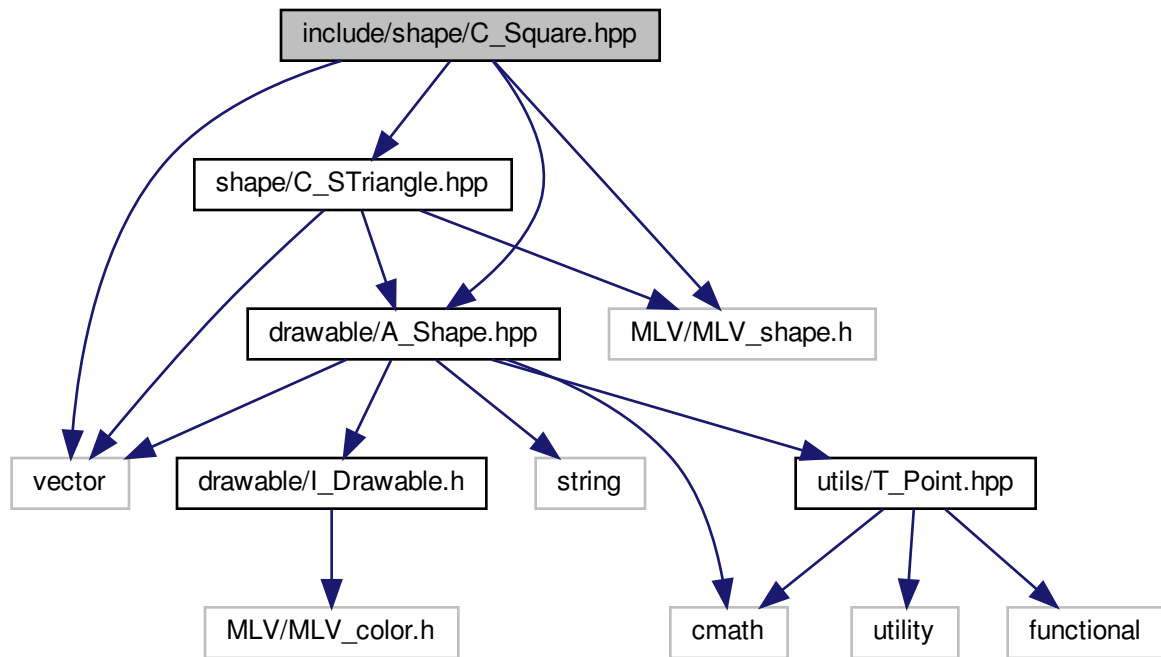 include/shape/C_Square.hpp
shape/C_STriangle.hpp
drawable/A_Shape.hpp
MLV/MLV_shape.h
vector
drawable/I_Drawable.h
string
utils/T_Point.hpp
MLV/MLV_color.h
cmath
utility
functional